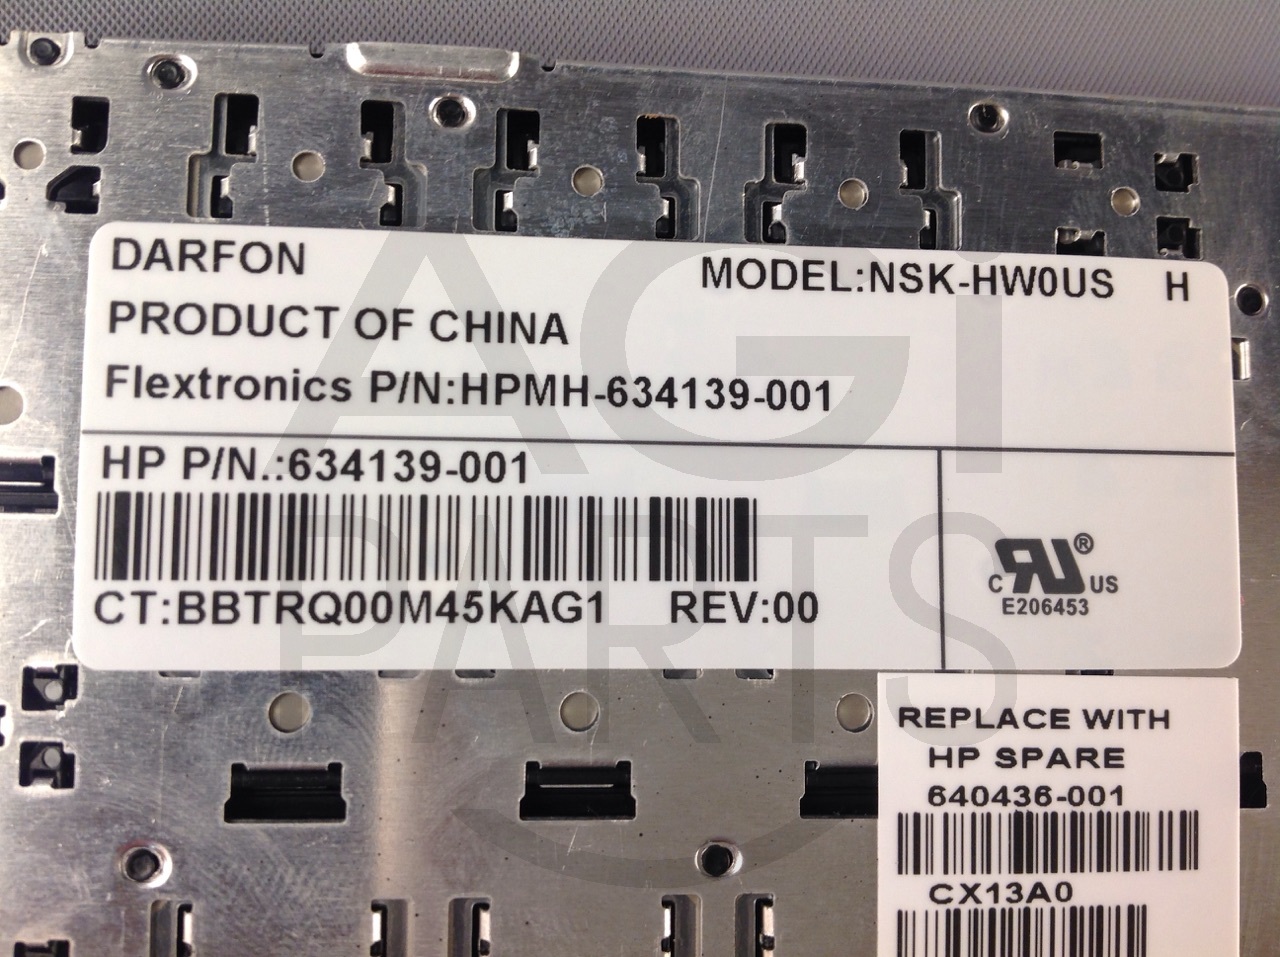 DARFON
MODEL:NSK-HW0US H
PRODUCT OF CHINA
Flextronics P/N:HPMH-634139-001
HP P/N.:634139-001
CT:BBTRQ00M45KAG1 REV:00
C RU ® US
E206453
REPLACE WITH
HP SPARE
640436-001
CX13A0
AGi
PARTS